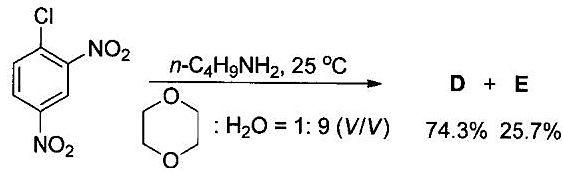 Cl
NO₂
NO₂
n-C₄H₉NH₂, 25 °C
O
O
: H₂O = 1: 9 (V/V)
D + E
74.3% 25.7%